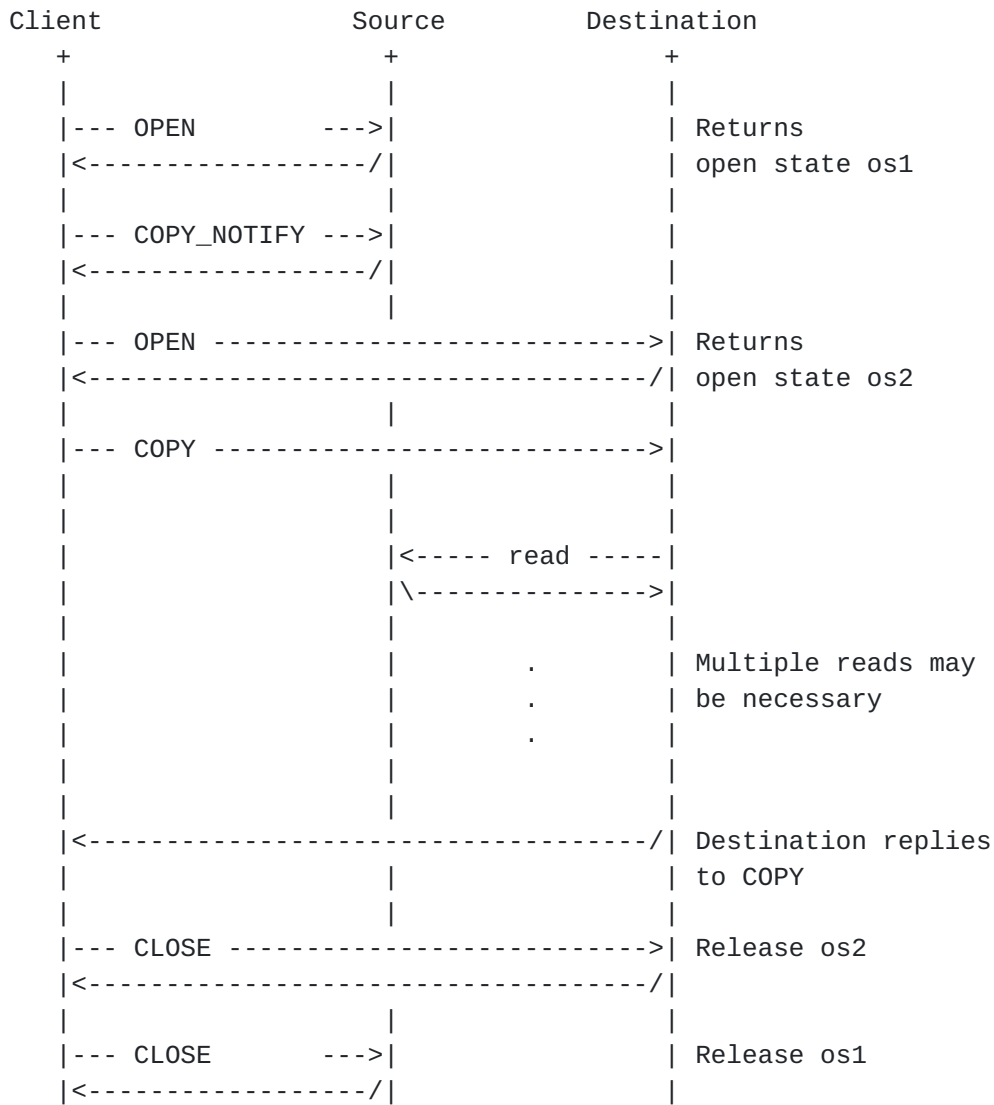 Client                Source         Destination
   +                    +                 +
   |                    |                 |
   |--- OPEN        --->|                 | Returns
   |<------------------/|                 | open state os1
   |                    |                 |
   |--- COPY_NOTIFY --->|                 |
   |<------------------/|                 |
   |                    |                 |
   |--- OPEN ---------------------------->| Returns
   |<------------------------------------/| open state os2
   |                    |                 |
   |--- COPY ---------------------------->|
   |                    |                 |
   |                    |                 |
   |                    |<----- read -----|
   |                    |\--------------->|
   |                    |                 |
   |                    |        .        | Multiple reads may
   |                    |        .        | be necessary
   |                    |        .        |
   |                    |                 |
   |                    |                 |
   |<------------------------------------/| Destination replies
   |                    |                 | to COPY
   |                    |                 |
   |--- CLOSE --------------------------->| Release os2
   |<------------------------------------/|
   |                    |                 |
   |--- CLOSE       --->|                 | Release os1
   |<------------------/|                 |